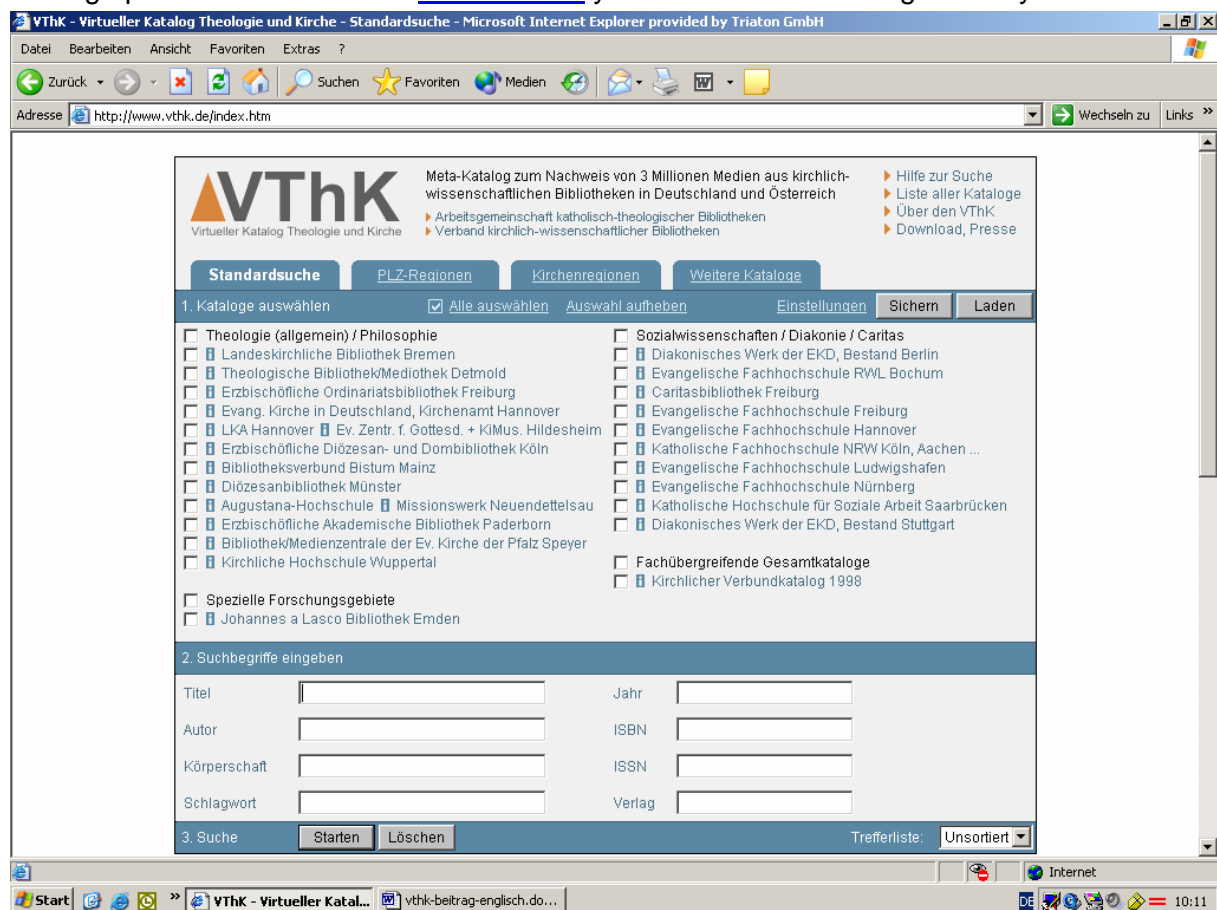 VThK - Virtueller Katalog Theologie und Kirche - Standardsuche - Microsoft Internet Explorer provided by Triaton GmbH
Datei Bearbeiten Ansicht Favoriten Extras ?
Zurück Suchen Favoriten Medien
Adresse http://www.vthk.de/index.htm Wechseln zu Links »
VThK
Virtueller Katalog Theologie und Kirche
Meta-Katalog zum Nachweis von 3 Millionen Medien aus kirchlich-
wissenschaftlichen Bibliotheken in Deutschland und Österreich
Arbeitsgemeinschaft katholisch-theologischer Bibliotheken
Verband kirchlich-wissenschaftlicher Bibliotheken
Hilfe zur Suche
Liste aller Kataloge
Über den VThK
Download, Presse
Standardsuche PLZ-Regionen Kirchenregionen Weitere Kataloge
1. Kataloge auswählen Alle auswählen Auswahl aufheben Einstellungen Sichern Laden
Theologie (allgemein) / Philosophie
Landeskirchliche Bibliothek Bremen
Theologische Bibliothek/Mediothek Detmold
Erzbischöfliche Ordinariatsbibliothek Freiburg
Evang. Kirche in Deutschland, Kirchenamt Hannover
LKA Hannover Ev. Zentr. f. Gottesd. + KiMus. Hildesheim
Erzbischöfliche Diözesan- und Dombibliothek Köln
Bibliotheksverbund Bistum Mainz
Diözesanbibliothek Münster
Augustana-Hochschule Missionswerk Neuendettelsau
Erzbischöfliche Akademische Bibliothek Paderborn
Bibliothek/Medienzentrale der Ev. Kirche der Pfalz Speyer
Kirchliche Hochschule Wuppertal
Spezielle Forschungsgebiete
Johannes a Lasco Bibliothek Emden
Sozialwissenschaften / Diakonie / Caritas
Diakonisches Werk der EKD, Bestand Berlin
Evangelische Fachhochschule RWL Bochum
Caritasbibliothek Freiburg
Evangelische Fachhochschule Freiburg
Evangelische Fachhochschule Hannover
Katholische Fachhochschule NRW Köln, Aachen ...
Evangelische Fachhochschule Ludwigshafen
Evangelische Fachhochschule Nürnberg
Katholische Hochschule für Soziale Arbeit Saarbrücken
Diakonisches Werk der EKD, Bestand Stuttgart
Fachübergreifende Gesamtkataloge
Kirchlicher Verbundkatalog 1998
2. Suchbegriffe eingeben
Titel Jahr
Autor ISBN
Körperschaft ISSN
Schlagwort Verlag
3. Suche Starten Löschen Trefferliste: Unsortiert
Internet
Start » VThK - Virtueller Katal... vthk-beitrag-englisch.do... DE 10:11